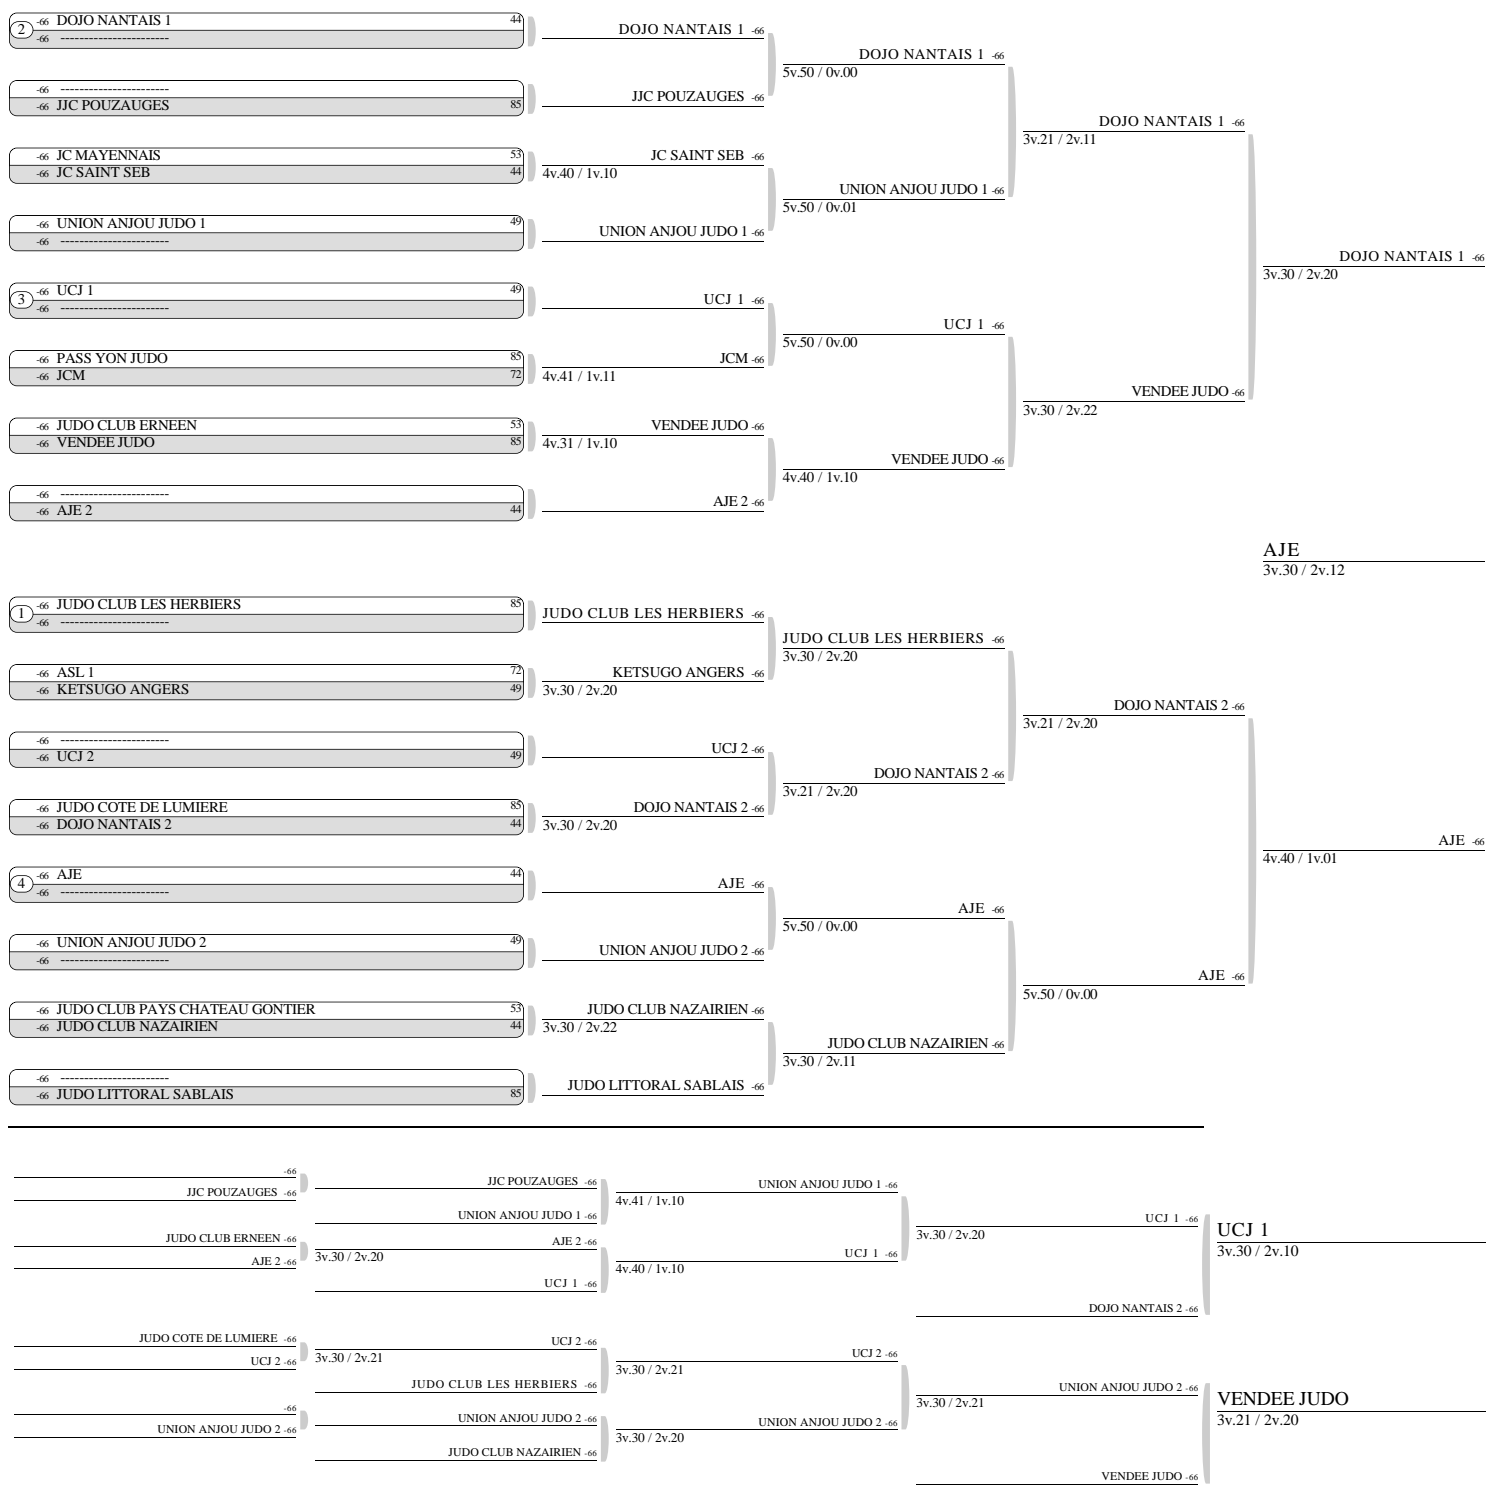 2 -66 DOJO NANTAIS 1 44
-66 -----------------------
-66 -----------------------
-66 JJC POUZAUGES 85
-66 JC MAYENNAIS 53
-66 JC SAINT SEB 44
-66 UNION ANJOU JUDO 1 49
-66 -----------------------
3 -66 UCJ 1 49
-66 -----------------------
-66 PASS YON JUDO 85
-66 JCM 72
-66 JUDO CLUB ERNEEN 53
-66 VENDEE JUDO 85
-66 -----------------------
-66 AJE 2 44
1 -66 JUDO CLUB LES HERBIERS 85
-66 -----------------------
-66 ASL 1 72
-66 KETSUGO ANGERS 49
-66 -----------------------
-66 UCJ 2 49
-66 JUDO COTE DE LUMIERE 85
-66 DOJO NANTAIS 2 44
4 -66 AJE 44
-66 -----------------------
-66 UNION ANJOU JUDO 2 49
-66 -----------------------
-66 JUDO CLUB PAYS CHATEAU GONTIER 53
-66 JUDO CLUB NAZAIRIEN 44
-66 -----------------------
-66 JUDO LITTORAL SABLAIS 85
DOJO NANTAIS 1 -66
JJC POUZAUGES -66
JC SAINT SEB -66
4v.40 / 1v.10
UNION ANJOU JUDO 1 -66
UCJ 1 -66
JCM -66
4v.41 / 1v.11
VENDEE JUDO -66
4v.31 / 1v.10
AJE 2 -66
JUDO CLUB LES HERBIERS -66
KETSUGO ANGERS -66
3v.30 / 2v.20
UCJ 2 -66
DOJO NANTAIS 2 -66
3v.30 / 2v.20
AJE -66
UNION ANJOU JUDO 2 -66
JUDO CLUB NAZAIRIEN -66
3v.30 / 2v.22
JUDO LITTORAL SABLAIS -66
DOJO NANTAIS 1 -66
5v.50 / 0v.00
UNION ANJOU JUDO 1 -66
5v.50 / 0v.01
UCJ 1 -66
5v.50 / 0v.00
VENDEE JUDO -66
4v.40 / 1v.10
JUDO CLUB LES HERBIERS -66
3v.30 / 2v.20
DOJO NANTAIS 2 -66
3v.21 / 2v.20
AJE -66
5v.50 / 0v.00
JUDO CLUB NAZAIRIEN -66
3v.30 / 2v.11
DOJO NANTAIS 1 -66
3v.21 / 2v.11
VENDEE JUDO -66
3v.30 / 2v.22
DOJO NANTAIS 2 -66
3v.21 / 2v.20
AJE -66
5v.50 / 0v.00
DOJO NANTAIS 1 -66
3v.30 / 2v.20
AJE
3v.30 / 2v.12
AJE -66
4v.40 / 1v.01
-66
JJC POUZAUGES -66
JUDO CLUB ERNEEN -66
AJE 2 -66
JUDO COTE DE LUMIERE -66
UCJ 2 -66
-66
UNION ANJOU JUDO 2 -66
JJC POUZAUGES -66
UNION ANJOU JUDO 1 -66
AJE 2 -66
3v.30 / 2v.20
UCJ 1 -66
UCJ 2 -66
3v.30 / 2v.21
JUDO CLUB LES HERBIERS -66
UNION ANJOU JUDO 2 -66
JUDO CLUB NAZAIRIEN -66
UNION ANJOU JUDO 1 -66
4v.41 / 1v.10
UCJ 1 -66
4v.40 / 1v.10
UCJ 2 -66
3v.30 / 2v.21
UNION ANJOU JUDO 2 -66
3v.30 / 2v.20
UCJ 1 -66
3v.30 / 2v.20
DOJO NANTAIS 2 -66
UNION ANJOU JUDO 2 -66
3v.30 / 2v.21
VENDEE JUDO -66
UCJ 1
3v.30 / 2v.10
VENDEE JUDO
3v.21 / 2v.20